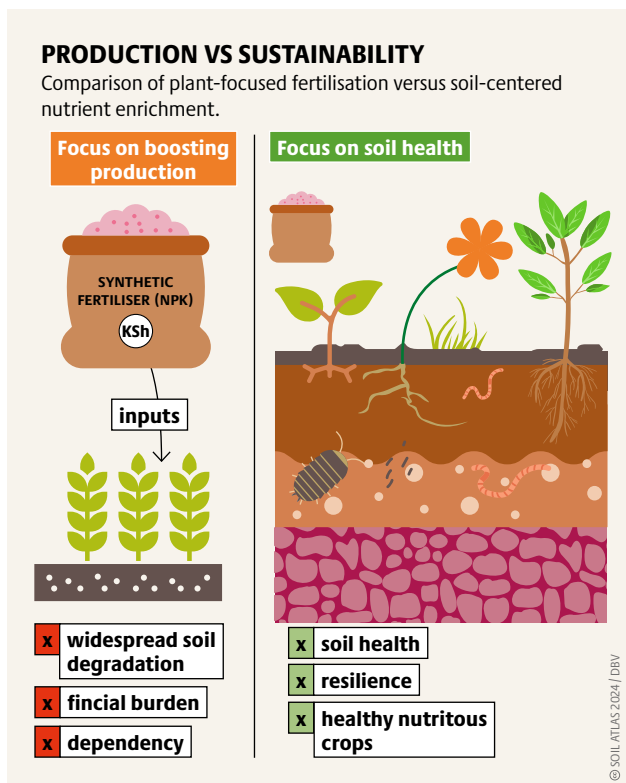 PRODUCTION VS SUSTAINABILITY
Comparison of plant-focused fertilisation versus soil-centered
nutrient enrichment.
Focus on boosting
production
SYNTHETIC
FERTILISER (NPK)
KSh
inputs
x widespread soil
degradation
x fincial burden
x dependency
Focus on soil health
x soil health
x resilience
x healthy nutritous
crops
© SOIL ATLAS 2024 / DBV